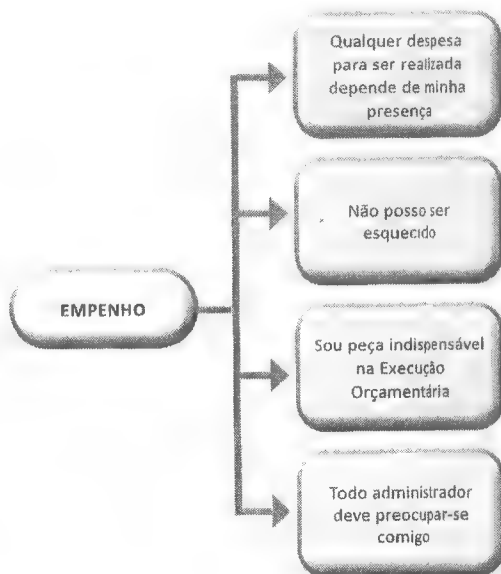 Qualquer despesa
para ser realizada
depende de minha
presença
Não posso ser
esquecido
EMPENHO
Sou peça indispensável
na Execução
Orçamentária
Todo administrador
deve preocupar-se
comigo